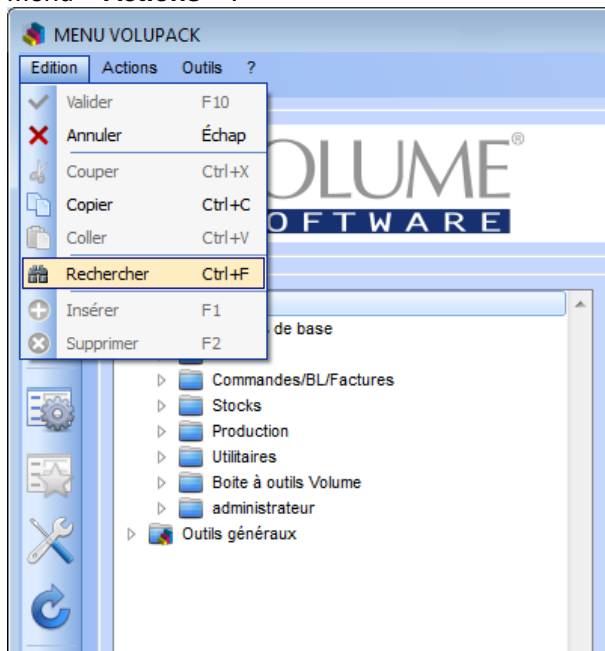 menu « Actions » :
MENU VOLUPACK
Edition Actions Outils ?
Valider F10
Annuler Échap
Couper Ctrl+X
Copier Ctrl+C
Coller Ctrl+V
Rechercher Ctrl+F
Insérer F1
Supprimer F2
OLUME®
OFTWARE
de base
Commandes/BL/Factures
Stocks
Production
Utilitaires
Boite à outils Volume
administrateur
Outils généraux